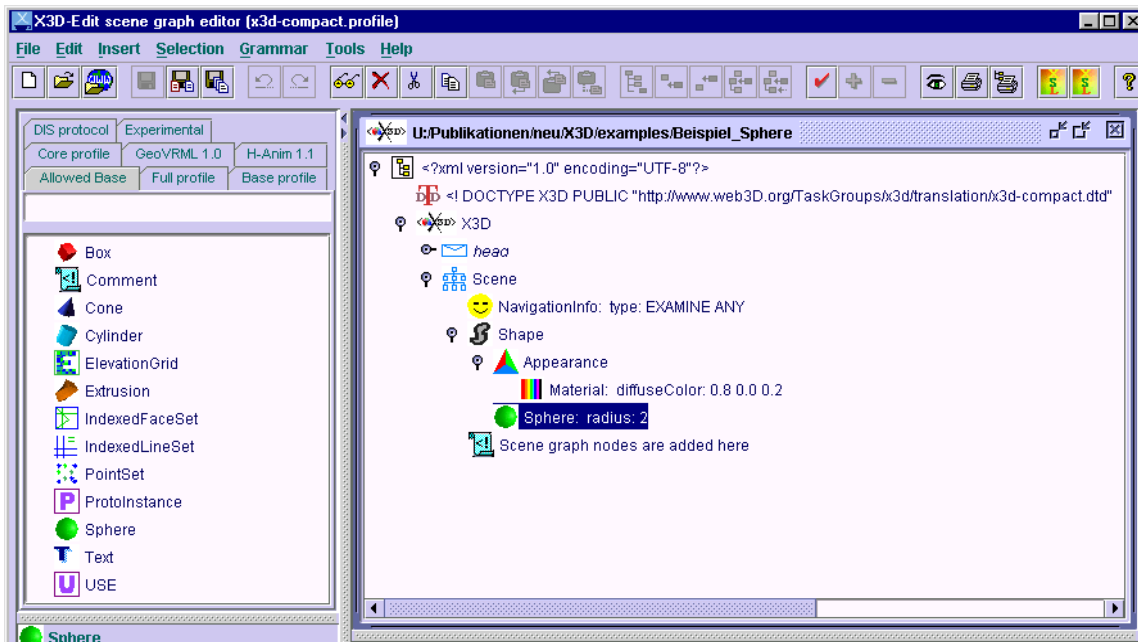 X3D-Edit scene graph editor (x3d-compact.profile)
File Edit Insert Selection Grammar Tools Help
DIS protocol Experimental
Core profile GeoVRML 1.0 H-Anim 1.1
Allowed Base Full profile Base profile
Box
Comment
Cone
Cylinder
ElevationGrid
Extrusion
IndexedFaceSet
IndexedLineSet
PointSet
P ProtoInstance
Sphere
T Text
U USE
Sphere
X3D U:/Publikationen/neu/X3D/examples/Beispiel_Sphere
<?xml version="1.0" encoding="UTF-8"?>
DTD <! DOCTYPE X3D PUBLIC "http://www.web3D.org/TaskGroups/x3d/translation/x3d-compact.dtd"
X3D X3D
head
Scene
NavigationInfo: type: EXAMINE ANY
Shape
Appearance
Material: diffuseColor: 0.8 0.0 0.2
Sphere: radius: 2
Scene graph nodes are added here